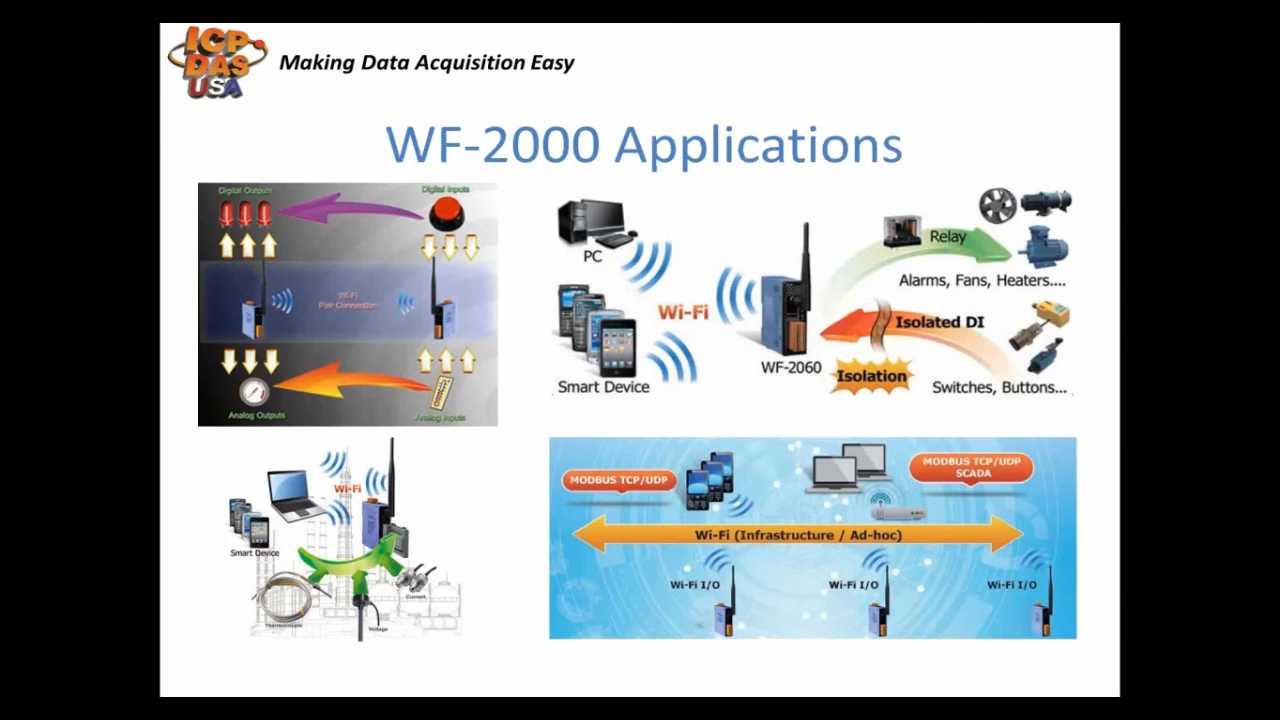 ICP
DAS
USA
Making Data Acquisition Easy
WF-2000 Applications
Digital Outputs
Digital Inputs
Wi-Fi
Pair Connection
Analog Outputs
Analog Inputs
PC
Wi-Fi
Smart Device
WF-2060
Relay
Alarms, Fans, Heaters....
Isolated DI
Isolation
Switches, Buttons...
Wi-Fi
Smart Device
Thermocouple
Voltage
Current
MODBUS TCP/UDP
MODBUS TCP/UDP
SCADA
Wi-Fi (Infrastructure / Ad-hoc)
Wi-Fi I/O
Wi-Fi I/O
Wi-Fi I/O